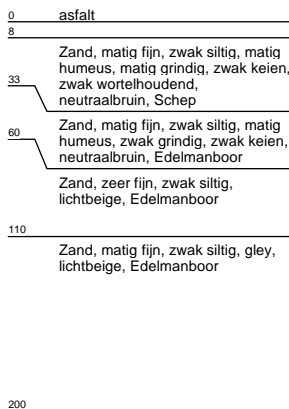 0 asfalt
8
Zand, matig fijn, zwak siltig, matig
humeus, matig grindig, zwak keien,
33 zwak wortelhoudend,
neutraalbruin, Schep
Zand, matig fijn, zwak siltig, matig
60 humeus, zwak grindig, zwak keien,
neutraalbruin, Edelmanboor
Zand, zeer fijn, zwak siltig,
lichtbeige, Edelmanboor
110
Zand, matig fijn, zwak siltig, gley,
lichtbeige, Edelmanboor
200